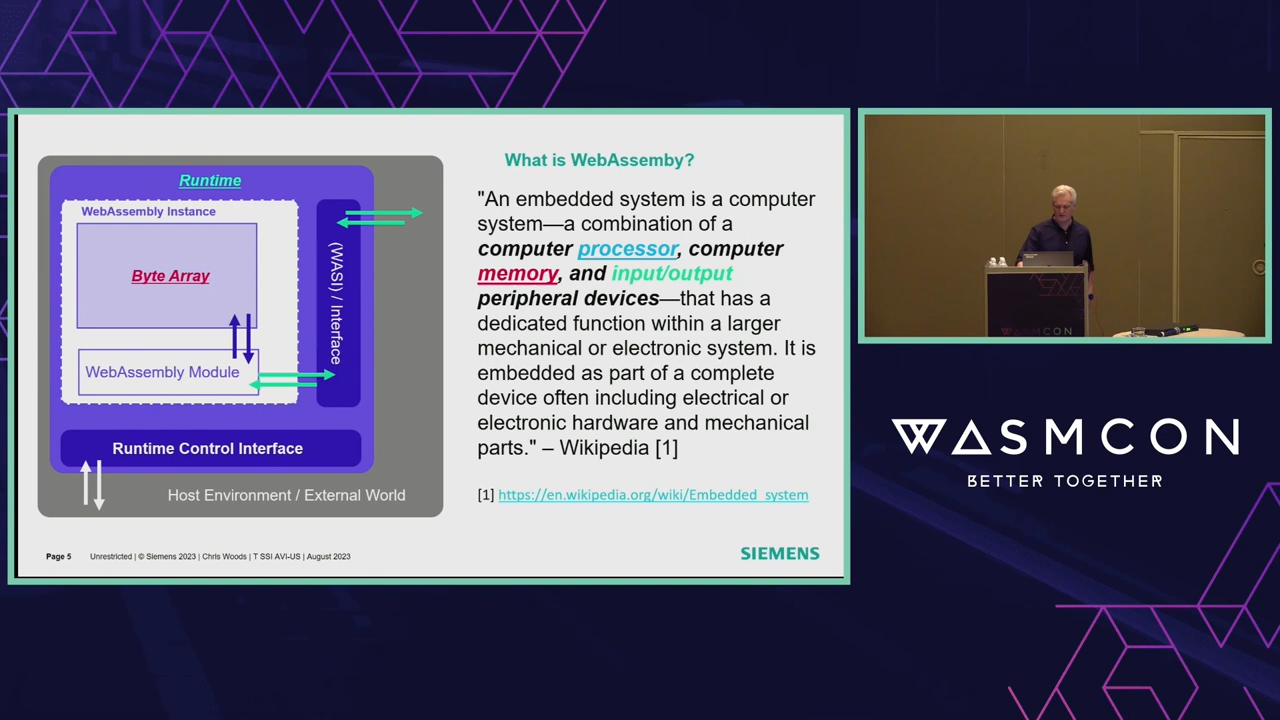 Runtime
WebAssembly Instance
Byte Array
WebAssembly Module
(WASI) / Interface
Runtime Control Interface
Host Environment / External World
What is WebAssemby?
"An embedded system is a computer
system—a combination of a
computer processor, computer
memory, and input/output
peripheral devices—that has a
dedicated function within a larger
mechanical or electronic system. It is
embedded as part of a complete
device often including electrical or
electronic hardware and mechanical
parts." – Wikipedia [1]
[1] https://en.wikipedia.org/wiki/Embedded_system
Page 5 Unrestricted | © Siemens 2023 | Chris Woods | T SSI AVI-US | August 2023
SIEMENS
WASMCON
WASMCON
BETTER TOGETHER